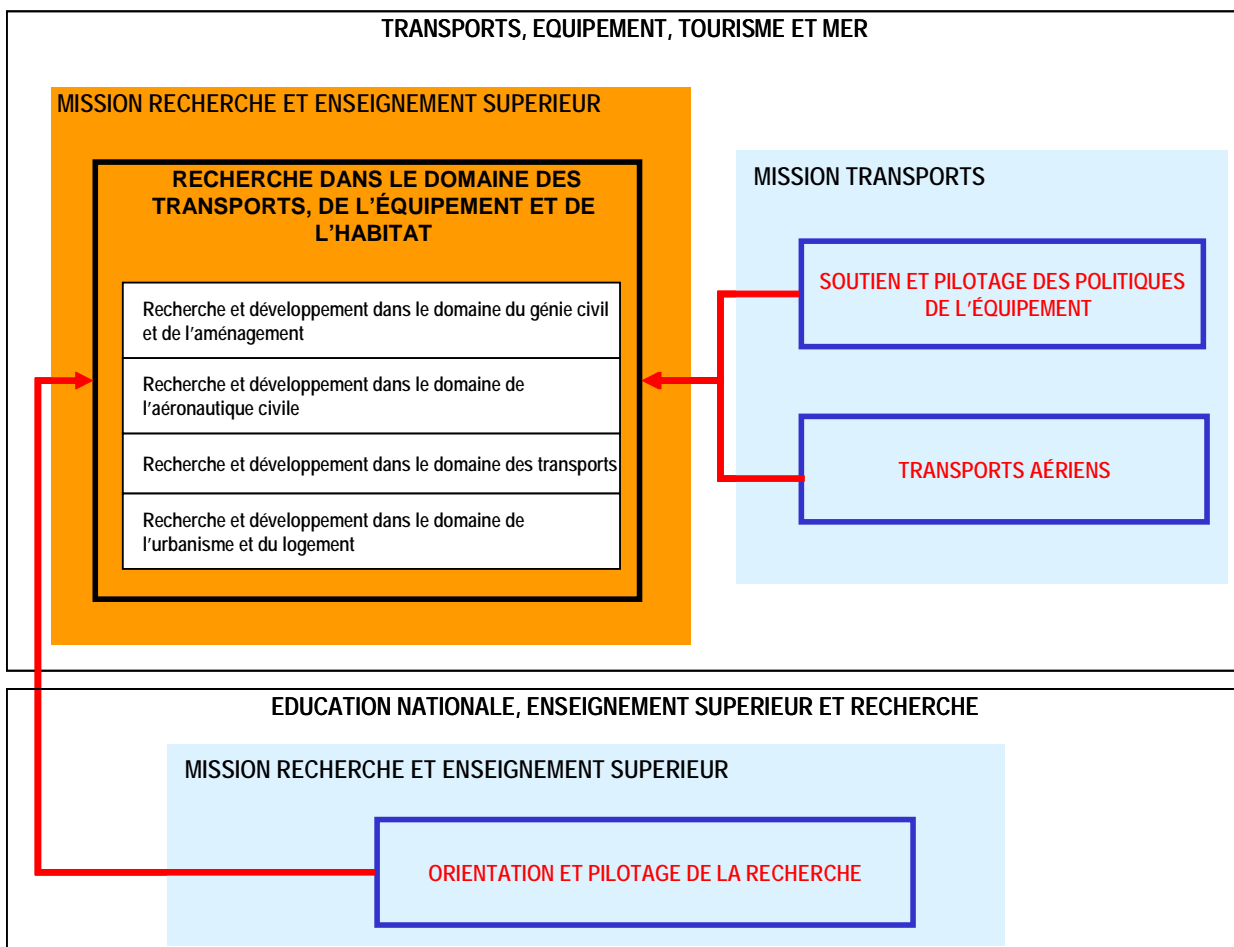 TRANSPORTS, EQUIPEMENT, TOURISME ET MER
MISSION RECHERCHE ET ENSEIGNEMENT SUPERIEUR
RECHERCHE DANS LE DOMAINE DES
TRANSPORTS, DE L'ÉQUIPEMENT ET DE
L'HABITAT
Recherche et développement dans le domaine du génie civil
et de l'aménagement
Recherche et développement dans le domaine de
l'aéronautique civile
Recherche et développement dans le domaine des transports
Recherche et développement dans le domaine de
l'urbanisme et du logement
MISSION TRANSPORTS
SOUTIEN ET PILOTAGE DES POLITIQUES
DE L'ÉQUIPEMENT
TRANSPORTS AÉRIENS
EDUCATION NATIONALE, ENSEIGNEMENT SUPERIEUR ET RECHERCHE
MISSION RECHERCHE ET ENSEIGNEMENT SUPERIEUR
ORIENTATION ET PILOTAGE DE LA RECHERCHE